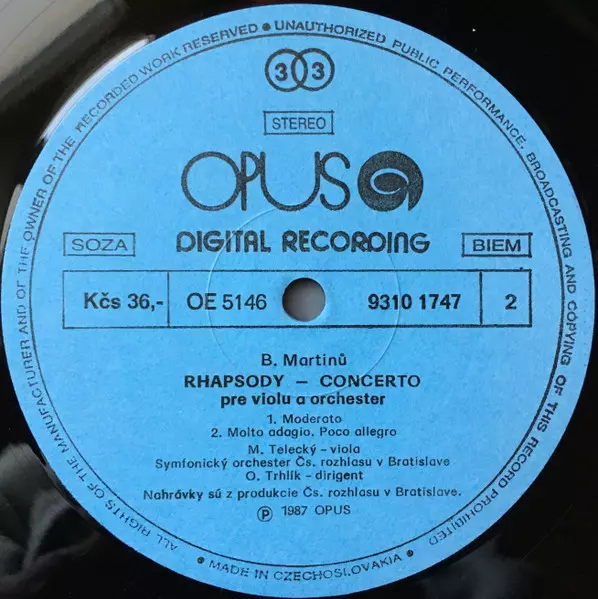 ALL RIGHTS OF THE MANUFACTURER AND OF THE OWNER OF THE RECORDED WORK RESERVED • UNAUTHORIZED PUBLIC PERFORMANCE, BROADCASTING AND COPYING OF THIS RECORD PROHIBITED
• MADE IN CZECHOSLOVAKIA •
33
STEREO
OPUS
SOZA DIGITAL RECORDING BIEM
Kčs 36,- OE 5146 9310 1747 2
B. Martinů
RHAPSODY — CONCERTO
pre violu a orchester
1. Moderato
2. Molto adagio. Poco allegro
M. Telecký – viola
Symfonický orchester Čs. rozhlasu v Bratislave
O. Trhlík – dirigent
Nahrávky sú z produkcie Čs. rozhlasu v Bratislave.
Ⓟ 1987 OPUS